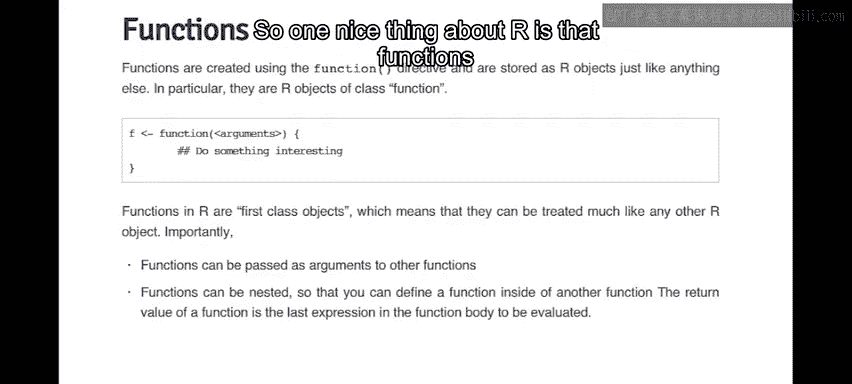 Functions
So one nice thing about R is that
functions
Functions are created using the function() directive and are stored as R objects just like anything
else. In particular, they are R objects of class “function”.
f <- function(<arguments>) {
## Do something interesting
}
Functions in R are “first class objects”, which means that they can be treated much like any other R
object. Importantly,
· Functions can be passed as arguments to other functions
· Functions can be nested, so that you can define a function inside of another function The return
value of a function is the last expression in the function body to be evaluated.